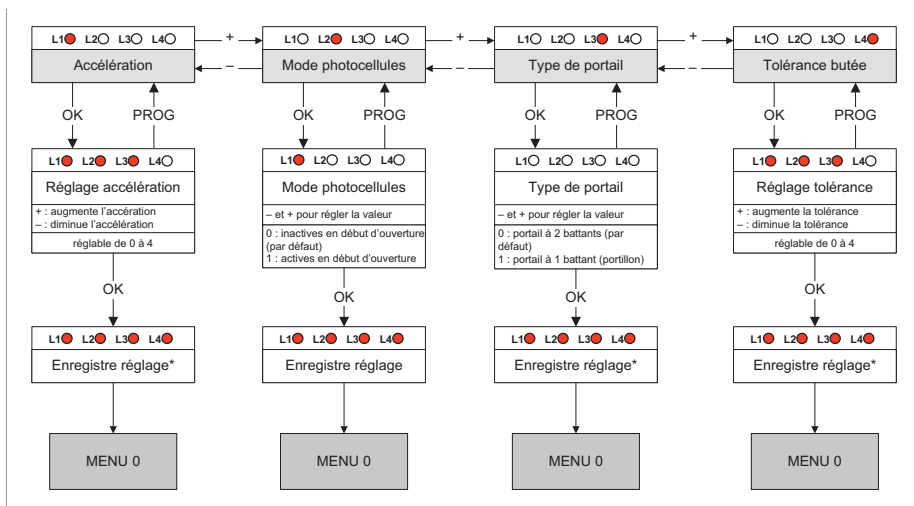 L1 L2 L3 L4
Accélération
+
–
L1 L2 L3 L4
Mode photocellules
+
–
L1 L2 L3 L4
Type de portail
+
–
L1 L2 L3 L4
Tolérance butée
OK PROG
OK PROG
OK PROG
OK PROG
L1 L2 L3 L4
Réglage accélération
+ : augmente l'accération
– : diminue l'accélération
réglable de 0 à 4
L1 L2 L3 L4
Mode photocellules
– et + pour régler la valeur
0 : inactives en début d'ouverture
(par défaut)
1 : actives en début d'ouverture
L1 L2 L3 L4
Type de portail
– et + pour régler la valeur
0 : portail à 2 battants (par
défaut)
1 : portail à 1 battant (portillon)
L1 L2 L3 L4
Réglage tolérance
+ : augmente la tolérance
– : diminue la tolérance
réglable de 0 à 4
OK
OK
OK
OK
L1 L2 L3 L4
Enregistre réglage*
L1 L2 L3 L4
Enregistre réglage
L1 L2 L3 L4
Enregistre réglage*
L1 L2 L3 L4
Enregistre réglage*
MENU 0
MENU 0
MENU 0
MENU 0